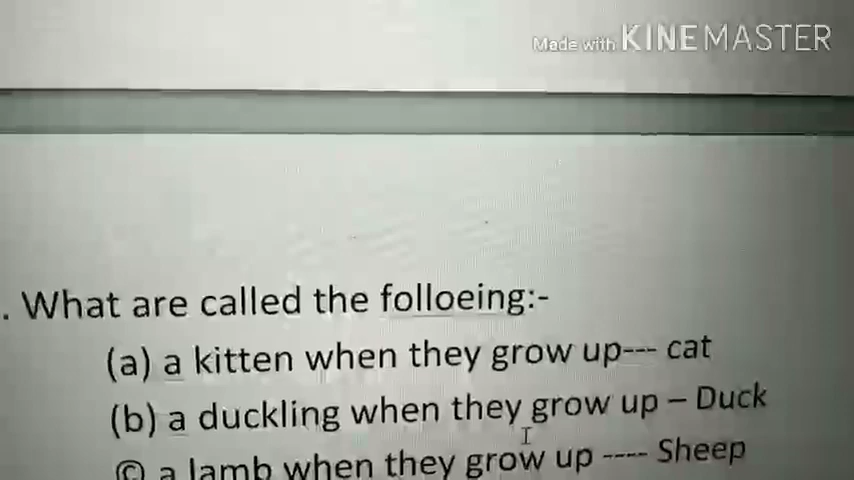 Made with KINEMASTER
. What are called the folloeing:-
(a) a kitten when they grow up--- cat
(b) a duckling when they grow up – Duck
© a lamb when they grow up ---- Sheep